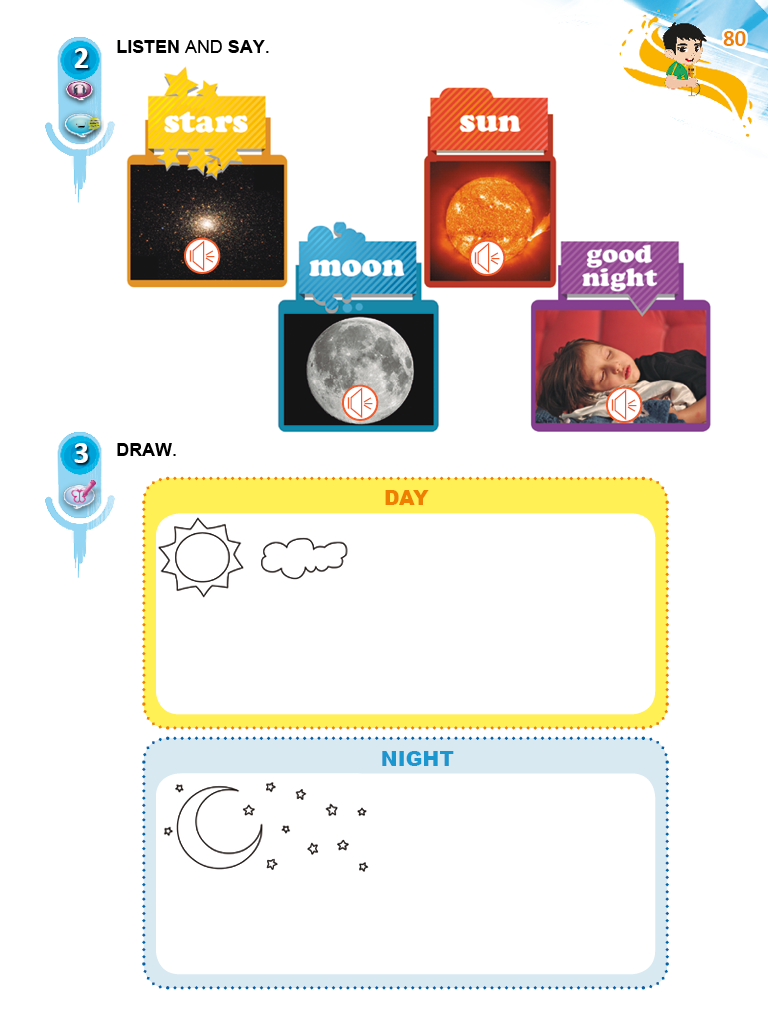 80
2
LISTEN AND SAY.
stars
sun
moon
good
night
3
DRAW.
DAY
NIGHT